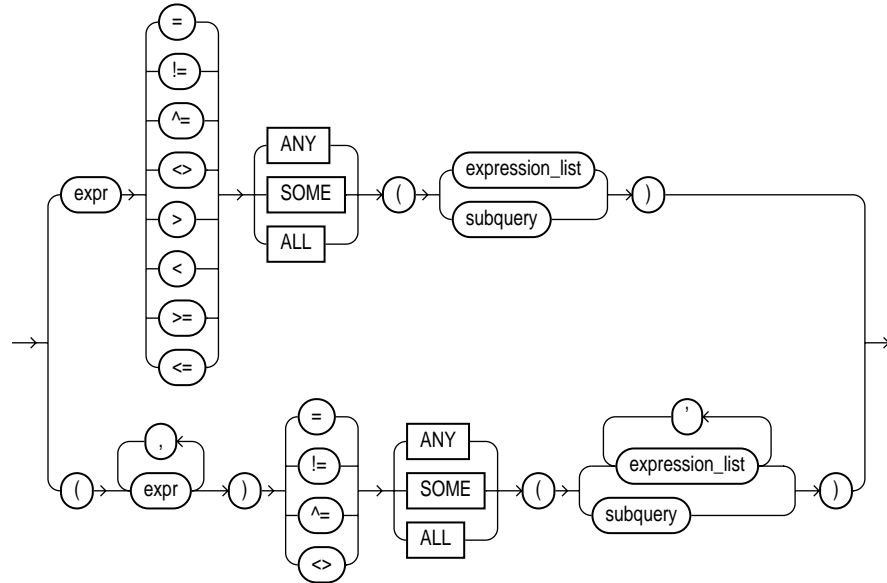 =
!=
^=
<>
>
<
>=
<=
expr
ANY
SOME
ALL
(
expression_list
subquery
)
(
,
expr
)
=
!=
^=
<>
ANY
SOME
ALL
(
,
expression_list
subquery
)